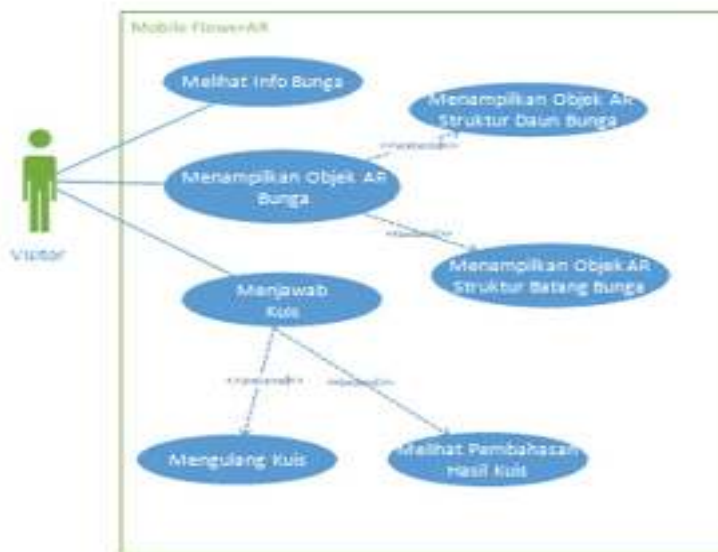 Mobile FlowerAR
Melihat Info Bunga
Menampilkan Objek AR
Struktur Daun Bunga
Menampilkan Objek AR
Bunga
Visitor
Menampilkan Objek AR
Struktur Batang Bunga
Menjawab
Kuis
Mengulang Kuis
Melihat Pembahasan
Hasil Kuis